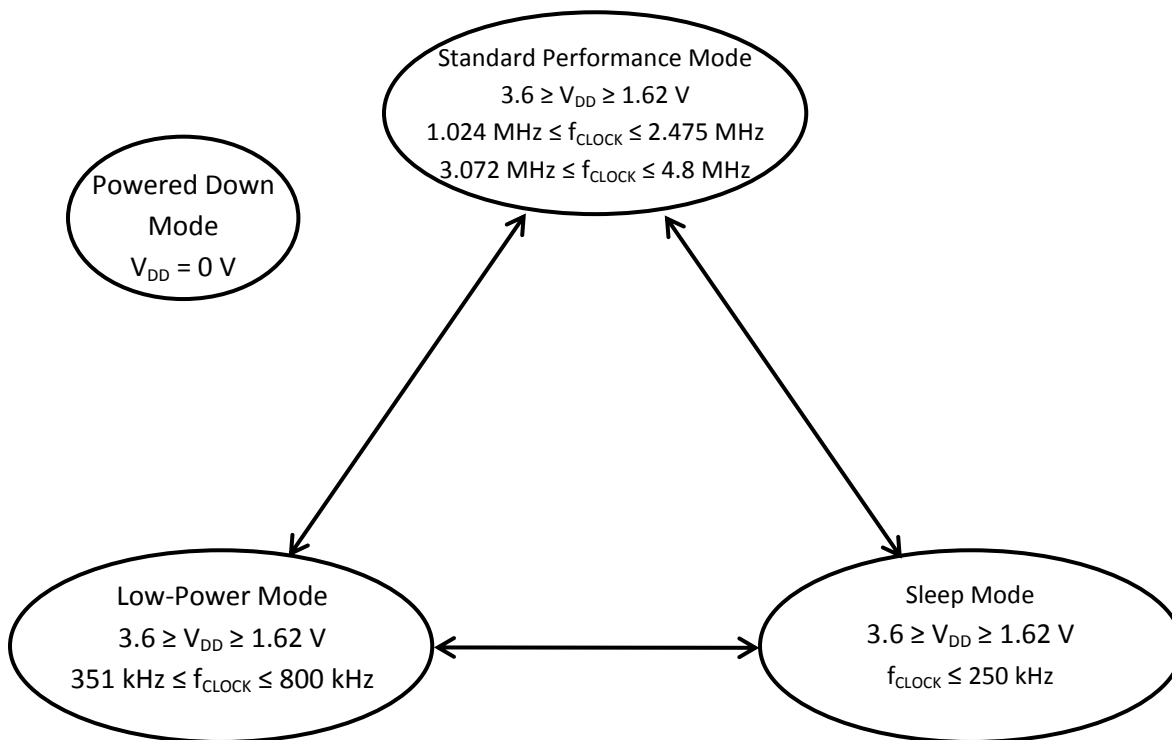 Standard Performance Mode
3.6 ≥ V_DD ≥ 1.62 V
1.024 MHz ≤ f_CLOCK ≤ 2.475 MHz
3.072 MHz ≤ f_CLOCK ≤ 4.8 MHz
Powered Down
Mode
V_DD = 0 V
Low-Power Mode
3.6 ≥ V_DD ≥ 1.62 V
351 kHz ≤ f_CLOCK ≤ 800 kHz
Sleep Mode
3.6 ≥ V_DD ≥ 1.62 V
f_CLOCK ≤ 250 kHz